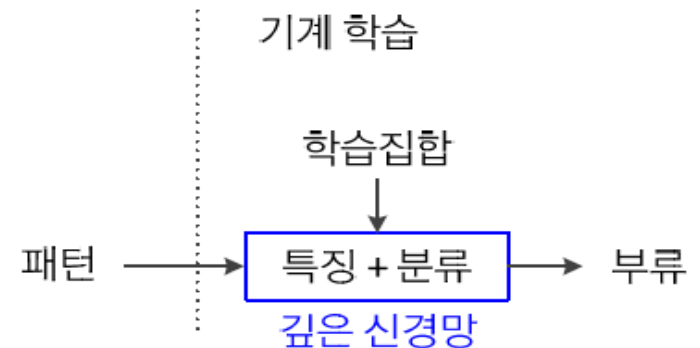 기계 학습
학습집합
패턴
특징 + 분류
부류
깊은 신경망